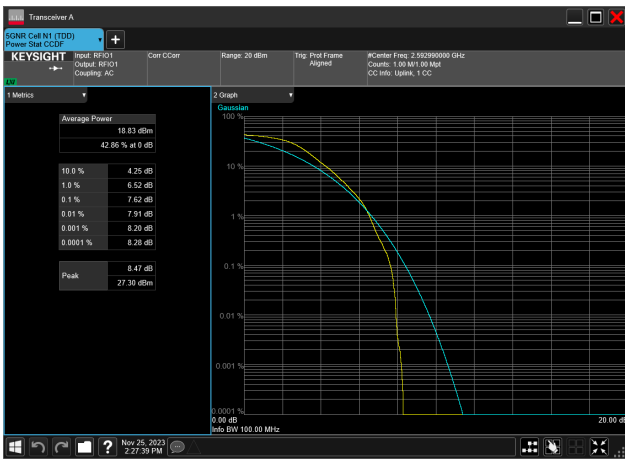 Transceiver A
5GNR Cell N1 (TDD)
Power Stat CCDF
KEYSIGHT
Input: RFIO1
Output: RFIO1
Coupling: AC
Corr CCorr
Range: 20 dBm
Trig: Prot Frame
Aligned
#Center Freq: 2.592990000 GHz
Counts: 1.00 M/1.00 Mpt
CC Info: Uplink, 1 CC
LXI
1 Metrics
Average Power
18.83 dBm
42.86 % at 0 dB
10.0 % 4.25 dB
1.0 % 6.52 dB
0.1 % 7.62 dB
0.01 % 7.91 dB
0.001 % 8.20 dB
0.0001 % 8.28 dB
Peak
8.47 dB
27.30 dBm
2 Graph
Gaussian
100 %
10 %
1 %
0.1 %
0.01 %
0.001 %
0.0001 %
0.00 dB
20.00 dB
Info BW 100.00 MHz
Nov 25, 2023
2:27:39 PM